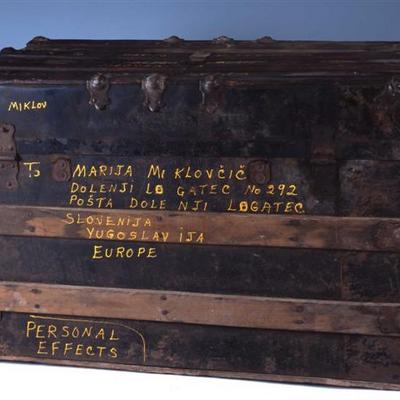 MIKLOV
To MARIJA MIKLOVČIČ
DOLENJI LOGATEC No 292
POŠTA DOLENJI LOGATEC
SLOVENIJA
YUGOSLAVIJA
EUROPE
PERSONAL
EFFECTS